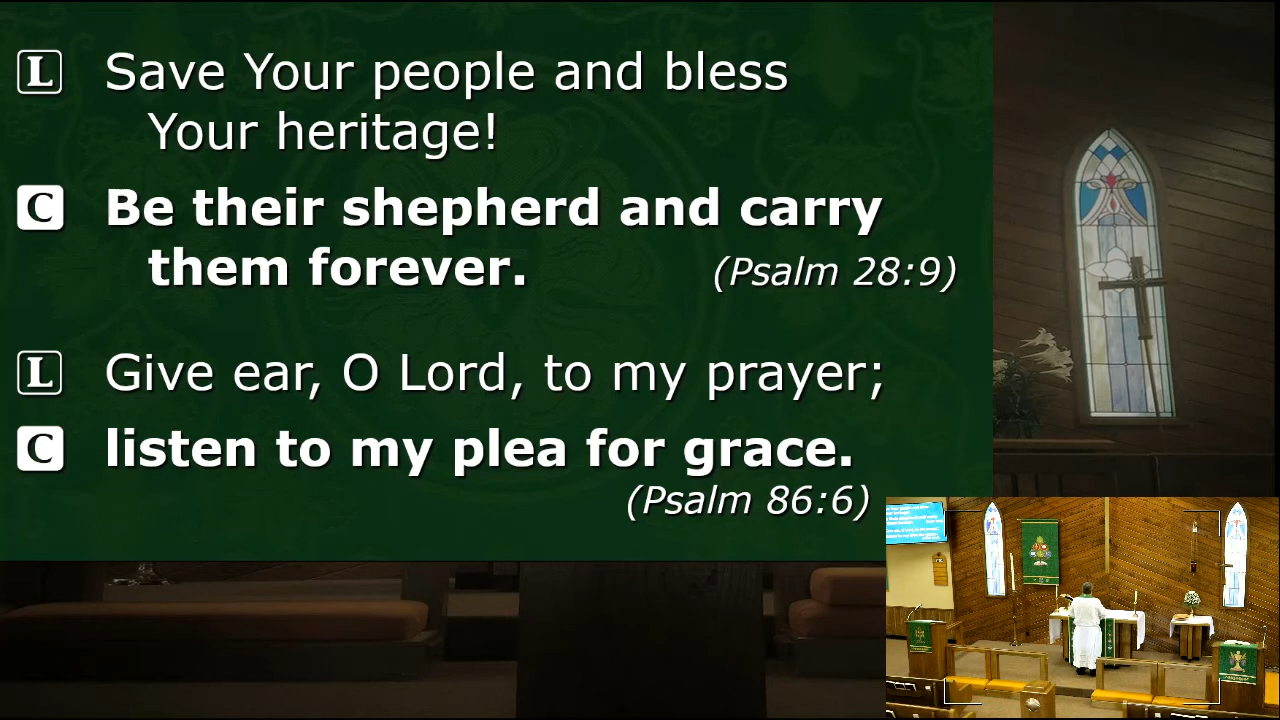 L Save Your people and bless
Your heritage!
C Be their shepherd and carry
them forever. (Psalm 28:9)
L Give ear, O Lord, to my prayer;
C listen to my plea for grace.
(Psalm 86:6)